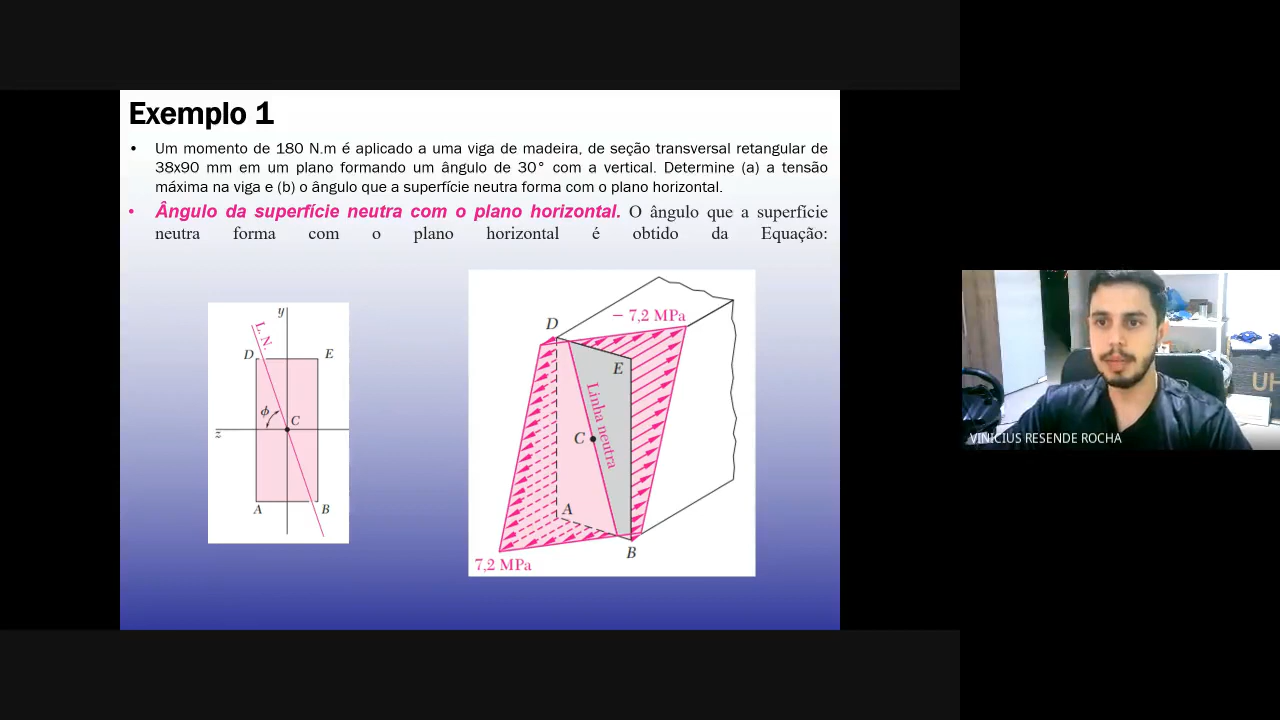 Exemplo 1
• Um momento de 180 N.m é aplicado a uma viga de madeira, de seção transversal retangular de
38x90 mm em um plano formando um ângulo de 30° com a vertical. Determine (a) a tensão
máxima na viga e (b) o ângulo que a superfície neutra forma com o plano horizontal.
• Ângulo da superfície neutra com o plano horizontal. O ângulo que a superfície
neutra forma com o plano horizontal é obtido da Equação:
y
L. N.
D
E
ϕ
C
z
A
B
D
− 7,2 MPa
E
Linha neutra
C
A
B
7,2 MPa
UH
VINÍCIUS RESENDE ROCHA